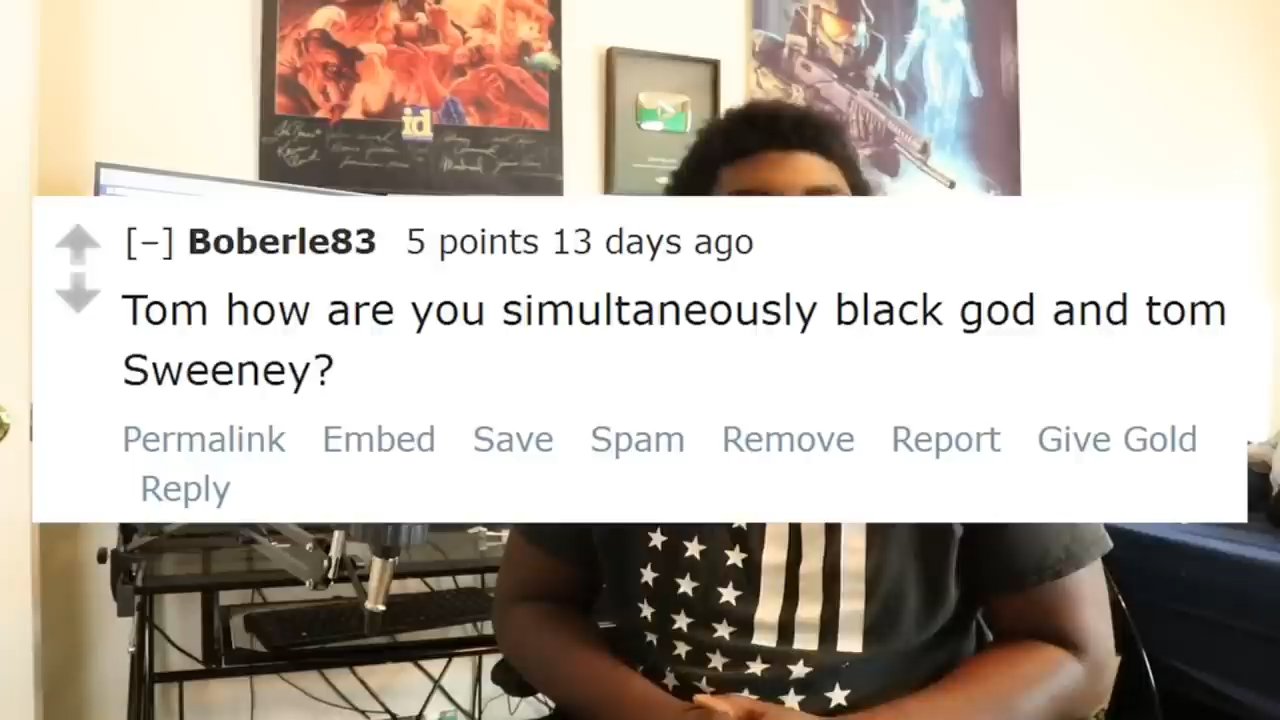 id
[–] Boberle83 5 points 13 days ago
Tom how are you simultaneously black god and tom
Sweeney?
Permalink Embed Save Spam Remove Report Give Gold
Reply